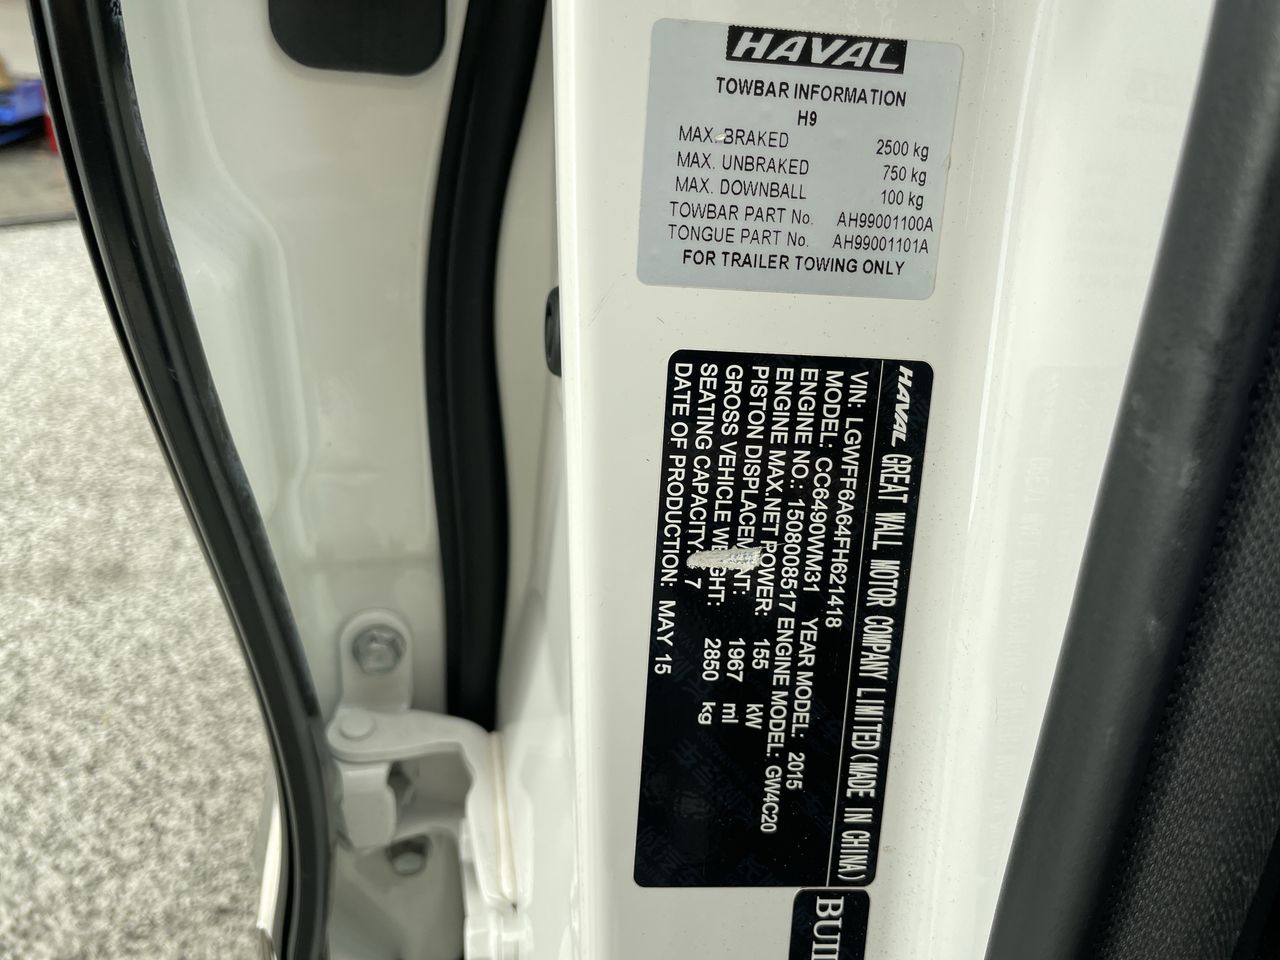 HAVAL
TOWBAR INFORMATION
H9
MAX. BRAKED 2500 kg
MAX. UNBRAKED 750 kg
MAX. DOWNBALL 100 kg
TOWBAR PART No. AH99001100A
TONGUE PART No. AH99001101A
FOR TRAILER TOWING ONLY
HAVAL GREAT WALL MOTOR COMPANY LIMITED(MADE IN CHINA)
VIN: LGWFF6A64FH621418
MODEL: CC6490WM31 YEAR MODEL: 2015
ENGINE NO.: 1508008517 ENGINE MODEL: GW4C20
ENGINE MAX.NET POWER: 155 kW
PISTON DISPLACEMENT: 1967 ml
GROSS VEHICLE WEIGHT: 2850 kg
SEATING CAPACITY: 7
DATE OF PRODUCTION: MAY 15